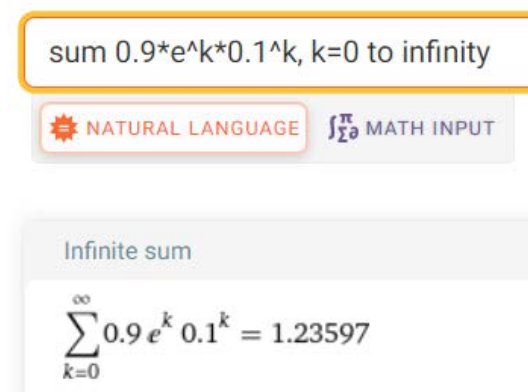 sum 0.9*e^k*0.1^k, k=0 to infinity
NATURAL LANGUAGE
∫π Σ∂ MATH INPUT
Infinite sum
∞
∑ 0.9 e^k 0.1^k = 1.23597
k=0